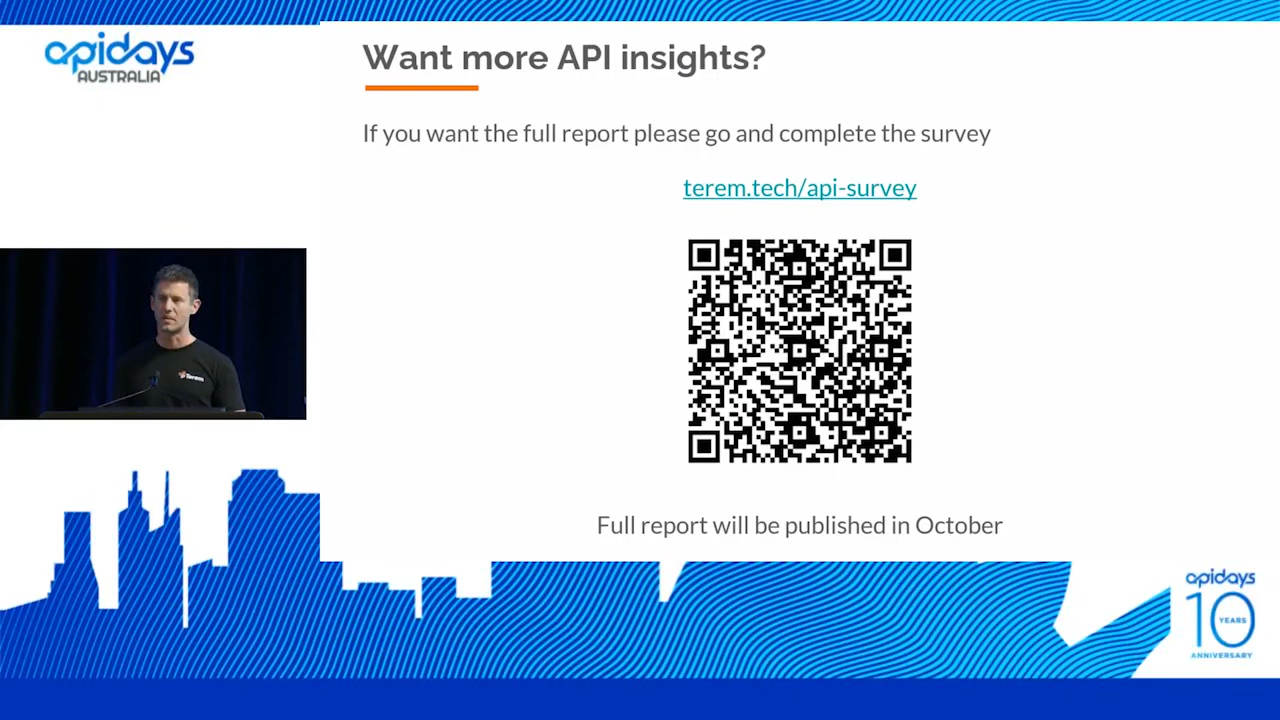 apidays
AUSTRALIA
Want more API insights?
If you want the full report please go and complete the survey
terem.tech/api-survey
Terem
Full report will be published in October
apidays
10
YEARS
ANNIVERSARY